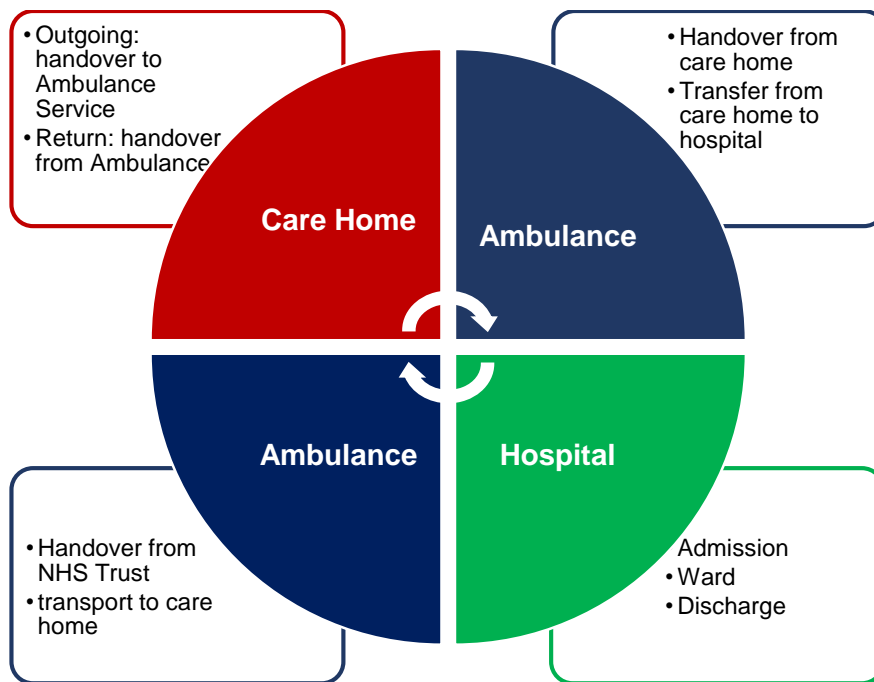 • Outgoing:
handover to
Ambulance
Service
• Return: handover
from Ambulance
• Handover from
care home
• Transfer from
care home to
hospital
Care Home
Ambulance
Ambulance
Hospital
• Handover from
NHS Trust
• transport to care
home
Admission
• Ward
• Discharge